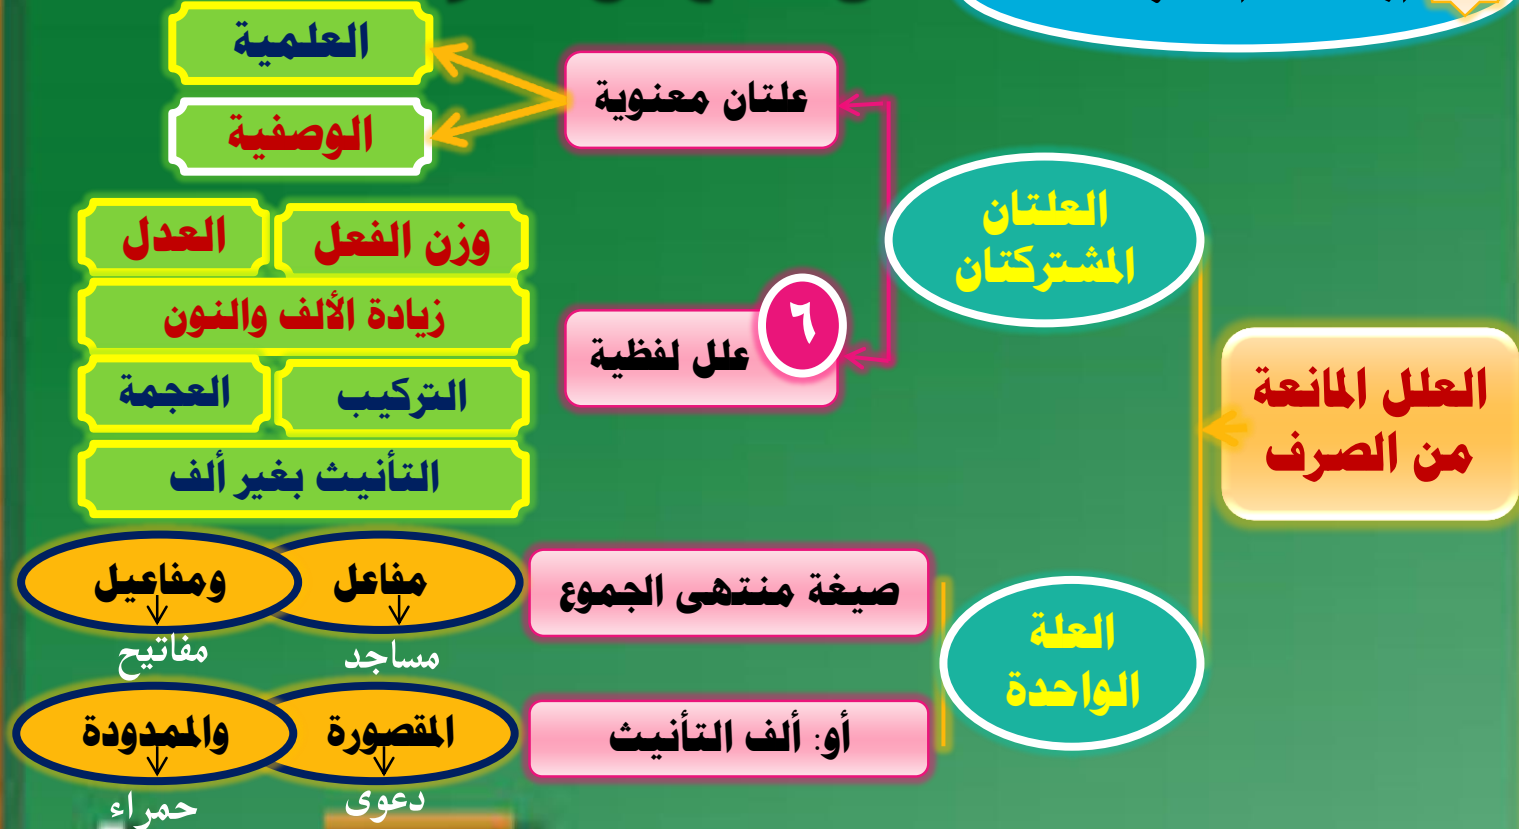 العلل المانعة
من الصرف
العلتان
المشتركتان
علتان معنوية
العلمية
الوصفية
٦
علل لفظية
وزن الفعل
العدل
زيادة الألف والنون
التركيب
العجمة
التأنيث بغير ألف
العلة
الواحدة
صيغة منتهى الجموع
مفاعل
ومفاعيل
مساجد
مفاتيح
أو: ألف التأنيث
المقصورة
والممدودة
دعوى
حمراء